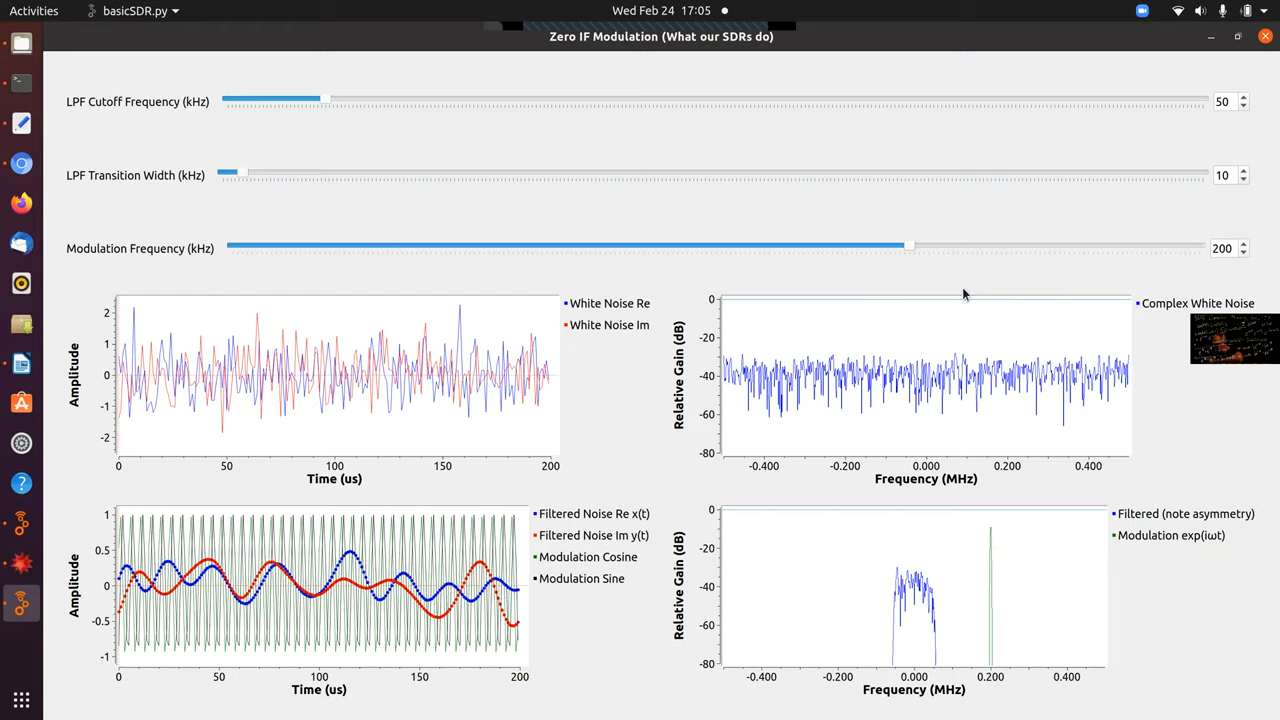 Activities
basicSDR.py
Wed Feb 24 17:05
Zero IF Modulation (What our SDRs do)
LPF Cutoff Frequency (kHz)
50
LPF Transition Width (kHz)
10
Modulation Frequency (kHz)
200
Amplitude
2
1
0
-1
-2
0
50
100
150
200
Time (us)
White Noise Re
White Noise Im
Relative Gain (dB)
0
-20
-40
-60
-80
-0.400
-0.200
0.000
0.200
0.400
Frequency (MHz)
Complex White Noise
Amplitude
1
0.5
0
-0.5
-1
0
50
100
150
200
Time (us)
Filtered Noise Re x(t)
Filtered Noise Im y(t)
Modulation Cosine
Modulation Sine
Relative Gain (dB)
0
-20
-40
-60
-80
-0.400
-0.200
0.000
0.200
0.400
Frequency (MHz)
Filtered (note asymmetry)
Modulation exp(iωt)